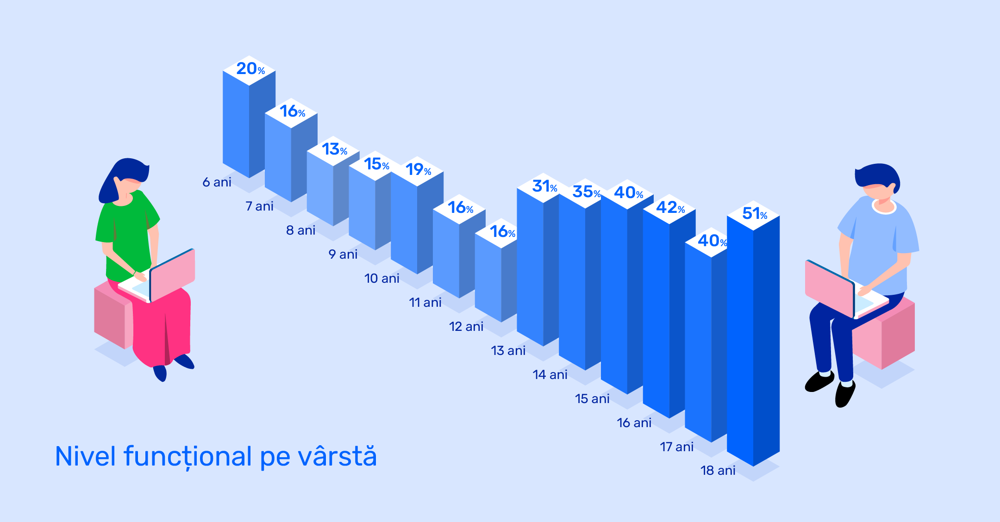 20%
16%
13%
15%
19%
16%
16%
31%
35%
40%
42%
40%
51%
6 ani
7 ani
8 ani
9 ani
10 ani
11 ani
12 ani
13 ani
14 ani
15 ani
16 ani
17 ani
18 ani
Nivel funcțional pe vârstă